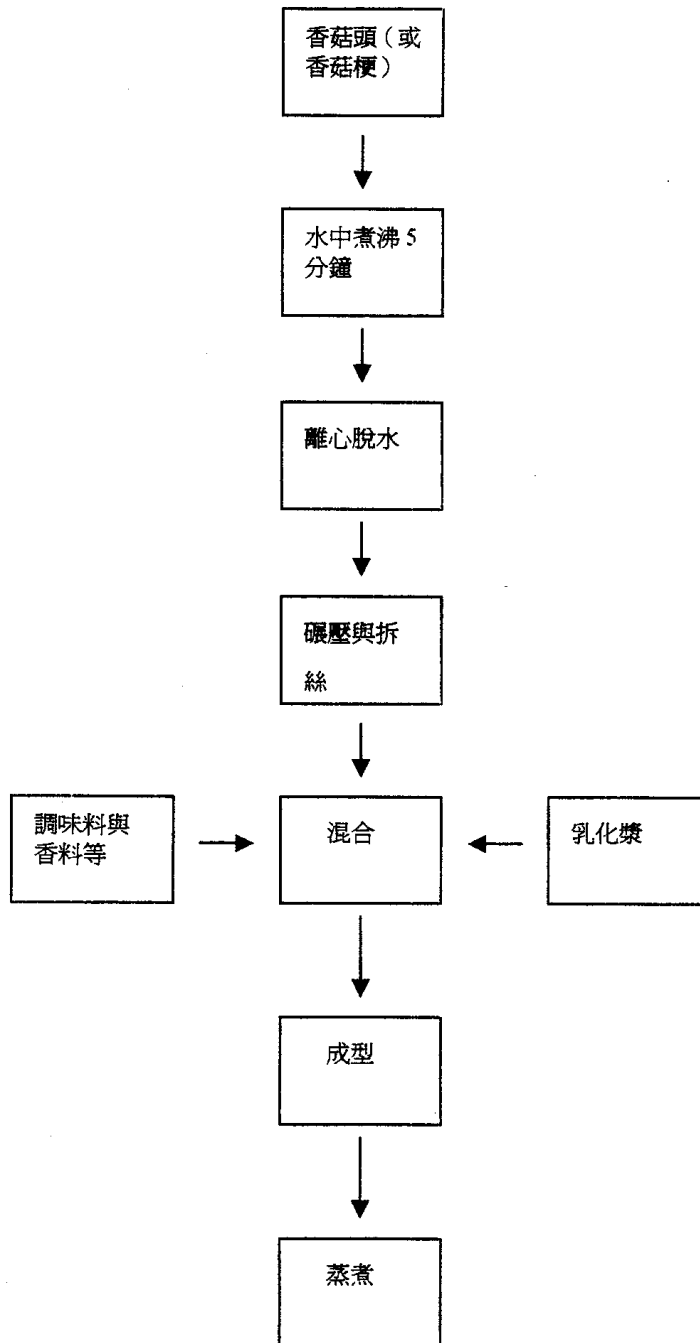 香菇頭（或
香菇梗）
水中煮沸 5
分鐘
離心脫水
碾壓與拆
絲
調味料與
香料等
混合
乳化漿
成型
蒸煮